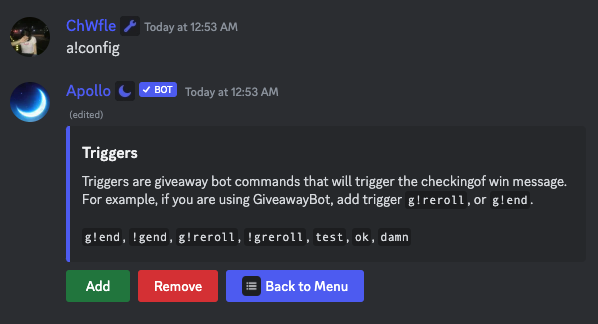 ChWfle Today at 12:53 AM
a!config
Apollo BOT Today at 12:53 AM
(edited)
Triggers
Triggers are giveaway bot commands that will trigger the checkingof win message.
For example, if you are using GiveawayBot, add trigger g!reroll, or g!end.
g!end, !gend, g!reroll, !greroll, test, ok, damn
Add Remove Back to Menu